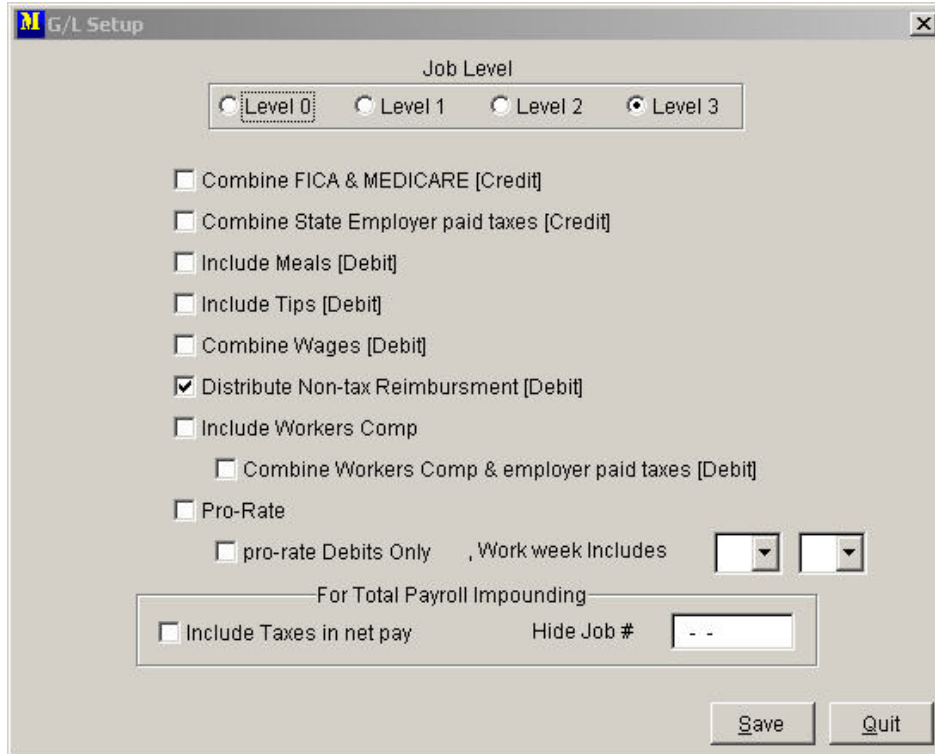 M G/L Setup
Job Level
Level 0 Level 1 Level 2 Level 3
Combine FICA & MEDICARE [Credit]
Combine State Employer paid taxes [Credit]
Include Meals [Debit]
Include Tips [Debit]
Combine Wages [Debit]
Distribute Non-tax Reimbursment [Debit]
Include Workers Comp
Combine Workers Comp & employer paid taxes [Debit]
Pro-Rate
pro-rate Debits Only , Work week Includes
For Total Payroll Impounding
Include Taxes in net pay Hide Job # - -
Save Quit